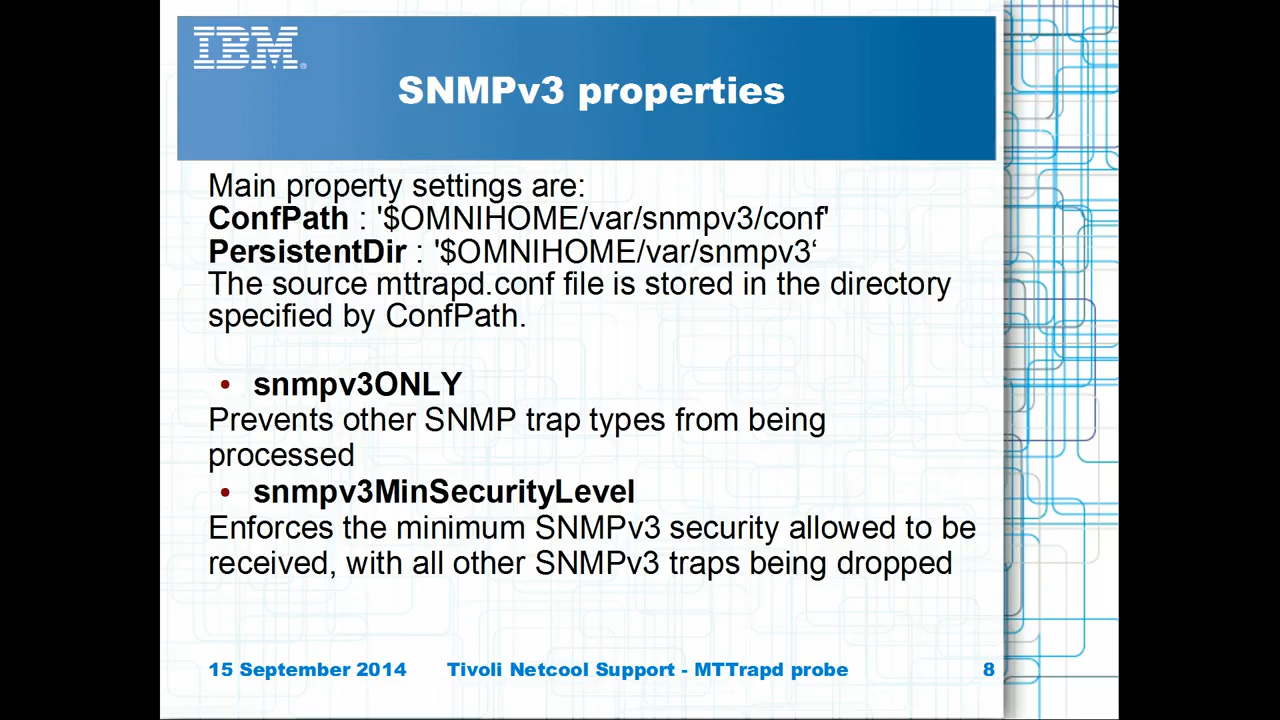 IBM®
SNMPv3 properties
Main property settings are:
ConfPath : '$OMNIHOME/var/snmpv3/conf'
PersistentDir : '$OMNIHOME/var/snmpv3‘
The source mttrapd.conf file is stored in the directory
specified by ConfPath.
• snmpv3ONLY
Prevents other SNMP trap types from being
processed
• snmpv3MinSecurityLevel
Enforces the minimum SNMPv3 security allowed to be
received, with all other SNMPv3 traps being dropped
15 September 2014 Tivoli Netcool Support - MTTrapd probe 8